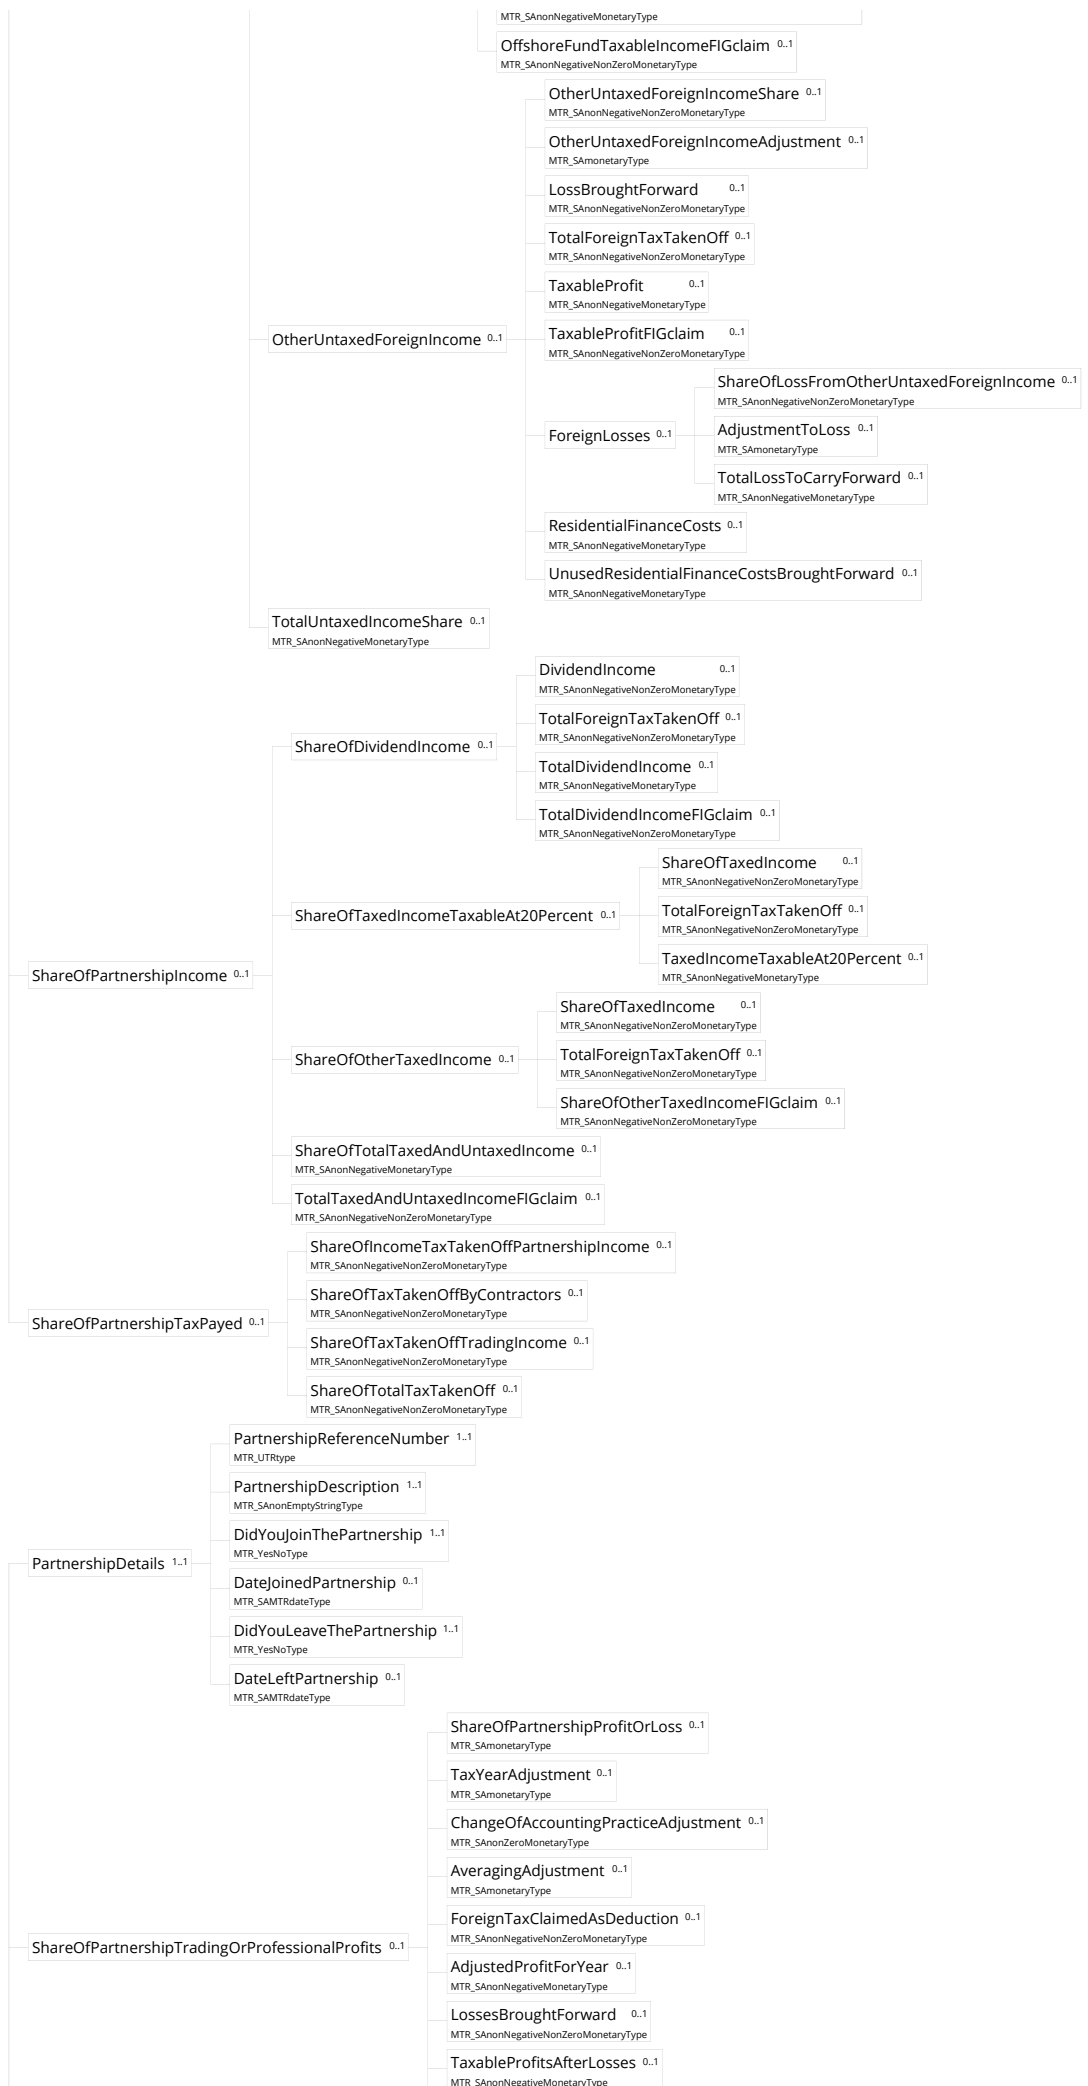 MTR_SAnonNegativeMonetaryType
OffshoreFundTaxableIncomeFIGclaim 0..1
MTR_SAnonNegativeNonZeroMonetaryType
OtherUntaxedForeignIncomeShare 0..1
MTR_SAnonNegativeNonZeroMonetaryType
OtherUntaxedForeignIncomeAdjustment 0..1
MTR_SAmonetaryType
LossBroughtForward 0..1
MTR_SAnonNegativeNonZeroMonetaryType
TotalForeignTaxTakenOff 0..1
MTR_SAnonNegativeNonZeroMonetaryType
TaxableProfit 0..1
MTR_SAnonNegativeMonetaryType
OtherUntaxedForeignIncome 0..1
TaxableProfitFIGclaim 0..1
MTR_SAnonNegativeNonZeroMonetaryType
ShareOfLossFromOtherUntaxedForeignIncome 0..1
MTR_SAnonNegativeNonZeroMonetaryType
ForeignLosses 0..1
AdjustmentToLoss 0..1
MTR_SAmonetaryType
TotalLossToCarryForward 0..1
MTR_SAnonNegativeMonetaryType
ResidentialFinanceCosts 0..1
MTR_SAnonNegativeMonetaryType
UnusedResidentialFinanceCostsBroughtForward 0..1
MTR_SAnonNegativeMonetaryType
TotalUntaxedIncomeShare 0..1
MTR_SAnonNegativeMonetaryType
DividendIncome 0..1
MTR_SAnonNegativeNonZeroMonetaryType
TotalForeignTaxTakenOff 0..1
MTR_SAnonNegativeNonZeroMonetaryType
ShareOfDividendIncome 0..1
TotalDividendIncome 0..1
MTR_SAnonNegativeMonetaryType
TotalDividendIncomeFIGclaim 0..1
MTR_SAnonNegativeNonZeroMonetaryType
ShareOfTaxedIncome 0..1
MTR_SAnonNegativeNonZeroMonetaryType
ShareOfTaxedIncomeTaxableAt20Percent 0..1
TotalForeignTaxTakenOff 0..1
MTR_SAnonNegativeNonZeroMonetaryType
TaxedIncomeTaxableAt20Percent 0..1
MTR_SAnonNegativeMonetaryType
ShareOfPartnershipIncome 0..1
ShareOfTaxedIncome 0..1
MTR_SAnonNegativeNonZeroMonetaryType
ShareOfOtherTaxedIncome 0..1
TotalForeignTaxTakenOff 0..1
MTR_SAnonNegativeNonZeroMonetaryType
ShareOfOtherTaxedIncomeFIGclaim 0..1
MTR_SAnonNegativeNonZeroMonetaryType
ShareOfTotalTaxedAndUntaxedIncome 0..1
MTR_SAnonNegativeMonetaryType
TotalTaxedAndUntaxedIncomeFIGclaim 0..1
MTR_SAnonNegativeNonZeroMonetaryType
ShareOfIncomeTaxTakenOffPartnershipIncome 0..1
MTR_SAnonNegativeNonZeroMonetaryType
ShareOfTaxTakenOffByContractors 0..1
MTR_SAnonNegativeNonZeroMonetaryType
ShareOfPartnershipTaxPayed 0..1
ShareOfTaxTakenOffTradingIncome 0..1
MTR_SAnonNegativeNonZeroMonetaryType
ShareOfTotalTaxTakenOff 0..1
MTR_SAnonNegativeNonZeroMonetaryType
PartnershipReferenceNumber 1..1
MTR_UTRtype
PartnershipDescription 1..1
MTR_SAnonEmptyStringType
DidYouJoinThePartnership 1..1
MTR_YesNoType
PartnershipDetails 1..1
DateJoinedPartnership 0..1
MTR_SAMTRdateType
DidYouLeaveThePartnership 1..1
MTR_YesNoType
DateLeftPartnership 0..1
MTR_SAMTRdateType
ShareOfPartnershipProfitOrLoss 0..1
MTR_SAmonetaryType
TaxYearAdjustment 0..1
MTR_SAmonetaryType
ChangeOfAccountingPracticeAdjustment 0..1
MTR_SAnonZeroMonetaryType
AveragingAdjustment 0..1
MTR_SAmonetaryType
ForeignTaxClaimedAsDeduction 0..1
MTR_SAnonNegativeNonZeroMonetaryType
ShareOfPartnershipTradingOrProfessionalProfits 0..1
AdjustedProfitForYear 0..1
MTR_SAnonNegativeMonetaryType
LossesBroughtForward 0..1
MTR_SAnonNegativeNonZeroMonetaryType
TaxableProfitsAfterLosses 0..1
MTR_SAnonNegativeMonetaryType